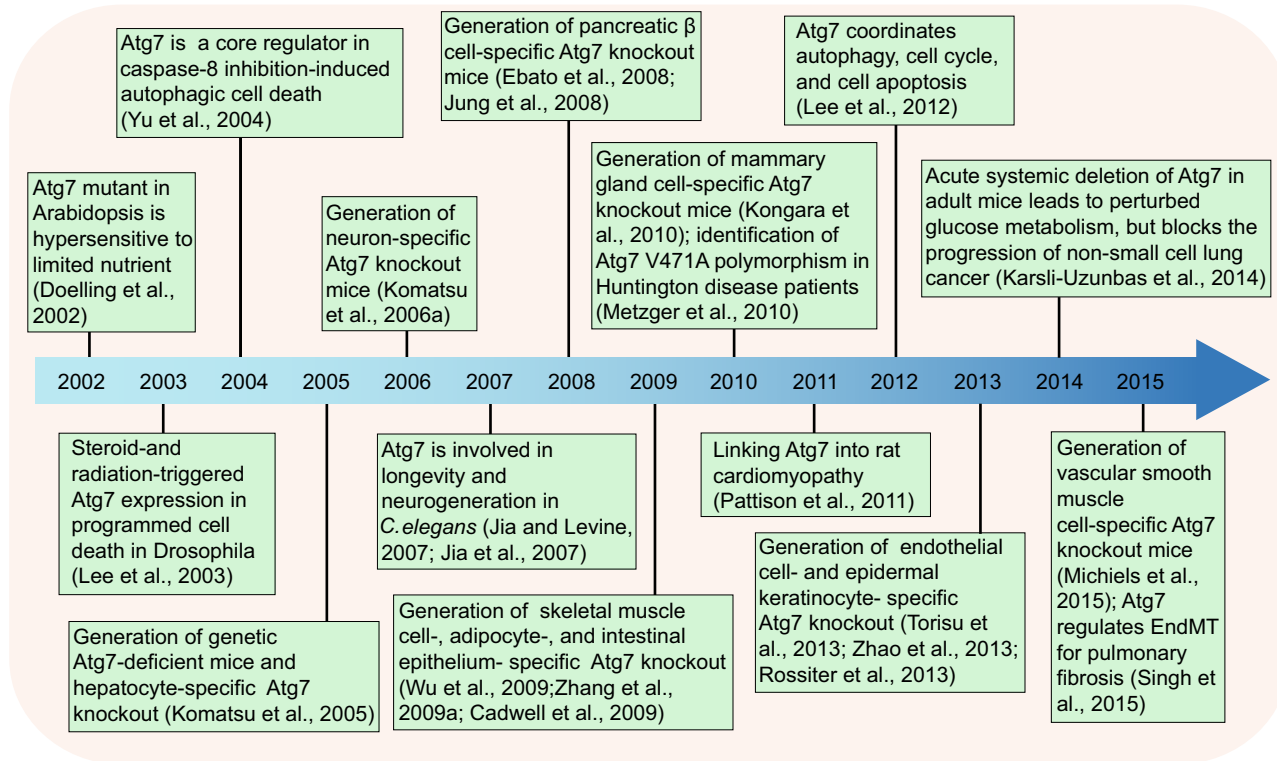 Atg7 is a core regulator in
caspase-8 inhibition-induced
autophagic cell death
(Yu et al., 2004)
Generation of pancreatic β
cell-specific Atg7 knockout
mice (Ebato et al., 2008;
Jung et al., 2008)
Atg7 coordinates
autophagy, cell cycle,
and cell apoptosis
(Lee et al., 2012)
Atg7 mutant in
Arabidopsis is
hypersensitive to
limited nutrient
(Doelling et al.,
2002)
Generation of
neuron-specific
Atg7 knockout
mice (Komatsu
et al., 2006a)
Generation of mammary
gland cell-specific Atg7
knockout mice (Kongara et
al., 2010); identification of
Atg7 V471A polymorphism in
Huntington disease patients
(Metzger et al., 2010)
Acute systemic deletion of Atg7 in
adult mice leads to perturbed
glucose metabolism, but blocks the
progression of non-small cell lung
cancer (Karsli-Uzunbas et al., 2014)
2002 2003 2004 2005 2006 2007 2008 2009 2010 2011 2012 2013 2014 2015
Steroid-and
radiation-triggered
Atg7 expression in
programmed cell
death in Drosophila
(Lee et al., 2003)
Generation of genetic
Atg7-deficient mice and
hepatocyte-specific Atg7
knockout (Komatsu et al., 2005)
Atg7 is involved in
longevity and
neurogeneration in
C.elegans (Jia and Levine,
2007; Jia et al., 2007)
Generation of skeletal muscle
cell-, adipocyte-, and intestinal
epithelium- specific Atg7 knockout
(Wu et al., 2009;Zhang et al.,
2009a; Cadwell et al., 2009)
Linking Atg7 into rat
cardiomyopathy
(Pattison et al., 2011)
Generation of endothelial
cell- and epidermal
keratinocyte- specific
Atg7 knockout (Torisu et
al., 2013; Zhao et al., 2013;
Rossiter et al., 2013)
Generation of
vascular smooth
muscle
cell-specific Atg7
knockout mice
(Michiels et al.,
2015); Atg7
regulates EndMT
for pulmonary
fibrosis (Singh et
al., 2015)